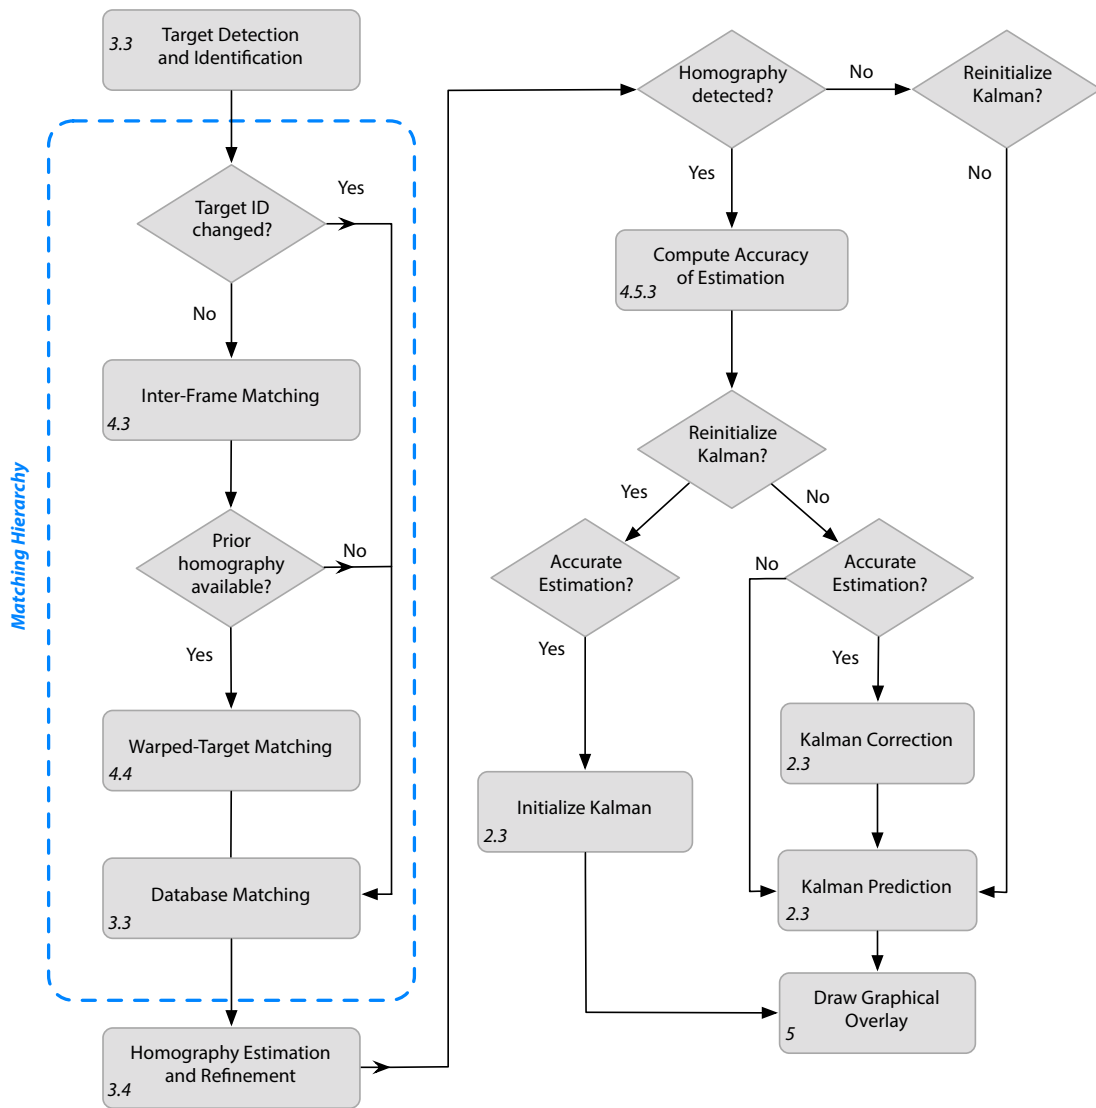 3.3
Target Detection
and Identification
Target ID
changed?
Yes
No
Inter-Frame Matching
4.3
Prior
homography
available?
No
Yes
Warped-Target Matching
4.4
Database Matching
3.3
Matching Hierarchy
Homography Estimation
and Refinement
3.4
Homography
detected?
No
Reinitialize
Kalman?
No
Yes
Compute Accuracy
of Estimation
4.5.3
Reinitialize
Kalman?
Yes
No
Accurate
Estimation?
Yes
Accurate
Estimation?
No
Yes
Initialize Kalman
2.3
Kalman Correction
2.3
Kalman Prediction
2.3
Draw Graphical
Overlay
5